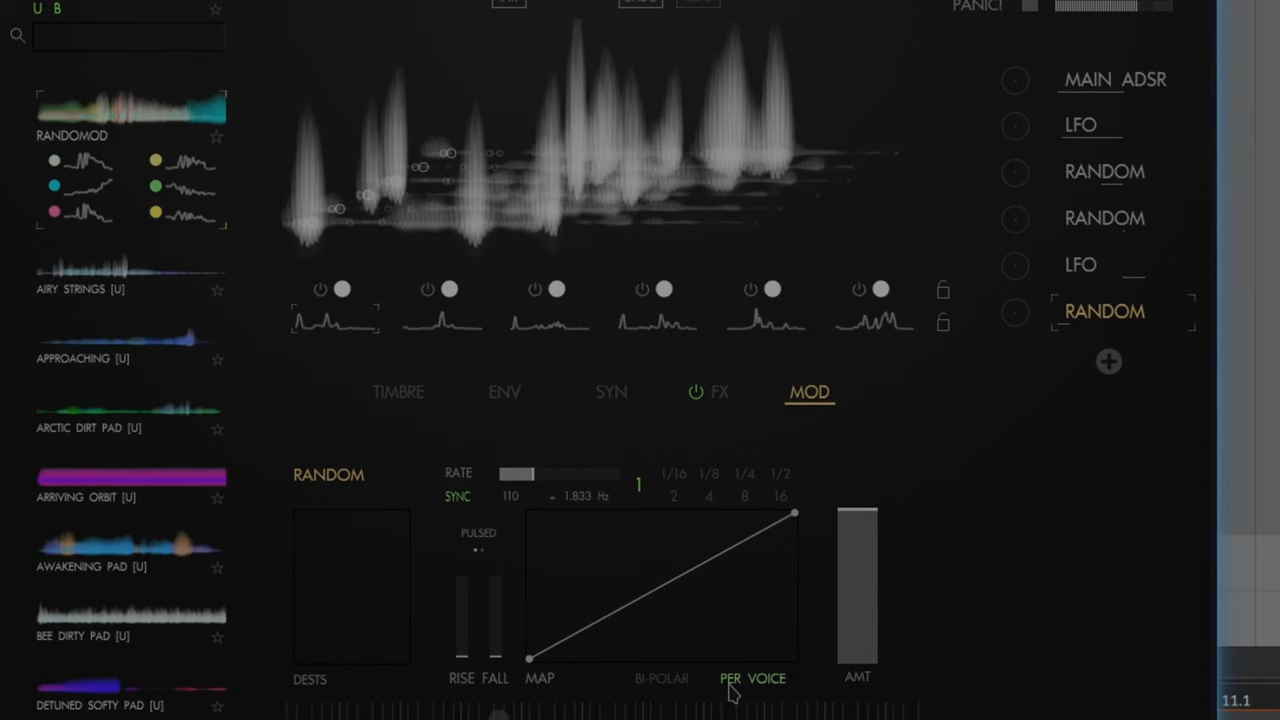 U B
PANIC!
RANDOMOD
AIRY STRINGS [U]
APPROACHING [U]
ARCTIC DIRT PAD [U]
ARRIVING ORBIT [U]
AWAKENING PAD [U]
BEE DIRTY PAD [U]
DETUNED SOFTY PAD [U]
MAIN ADSR
LFO
RANDOM
RANDOM
LFO
RANDOM
TIMBRE ENV SYN FX MOD
RANDOM
RATE 1 1/16 1/8 1/4 1/2
SYNC 110 = 1.833 Hz 2 4 8 16
PULSED
DESTS RISE FALL MAP BI-POLAR PER VOICE AMT
11.1